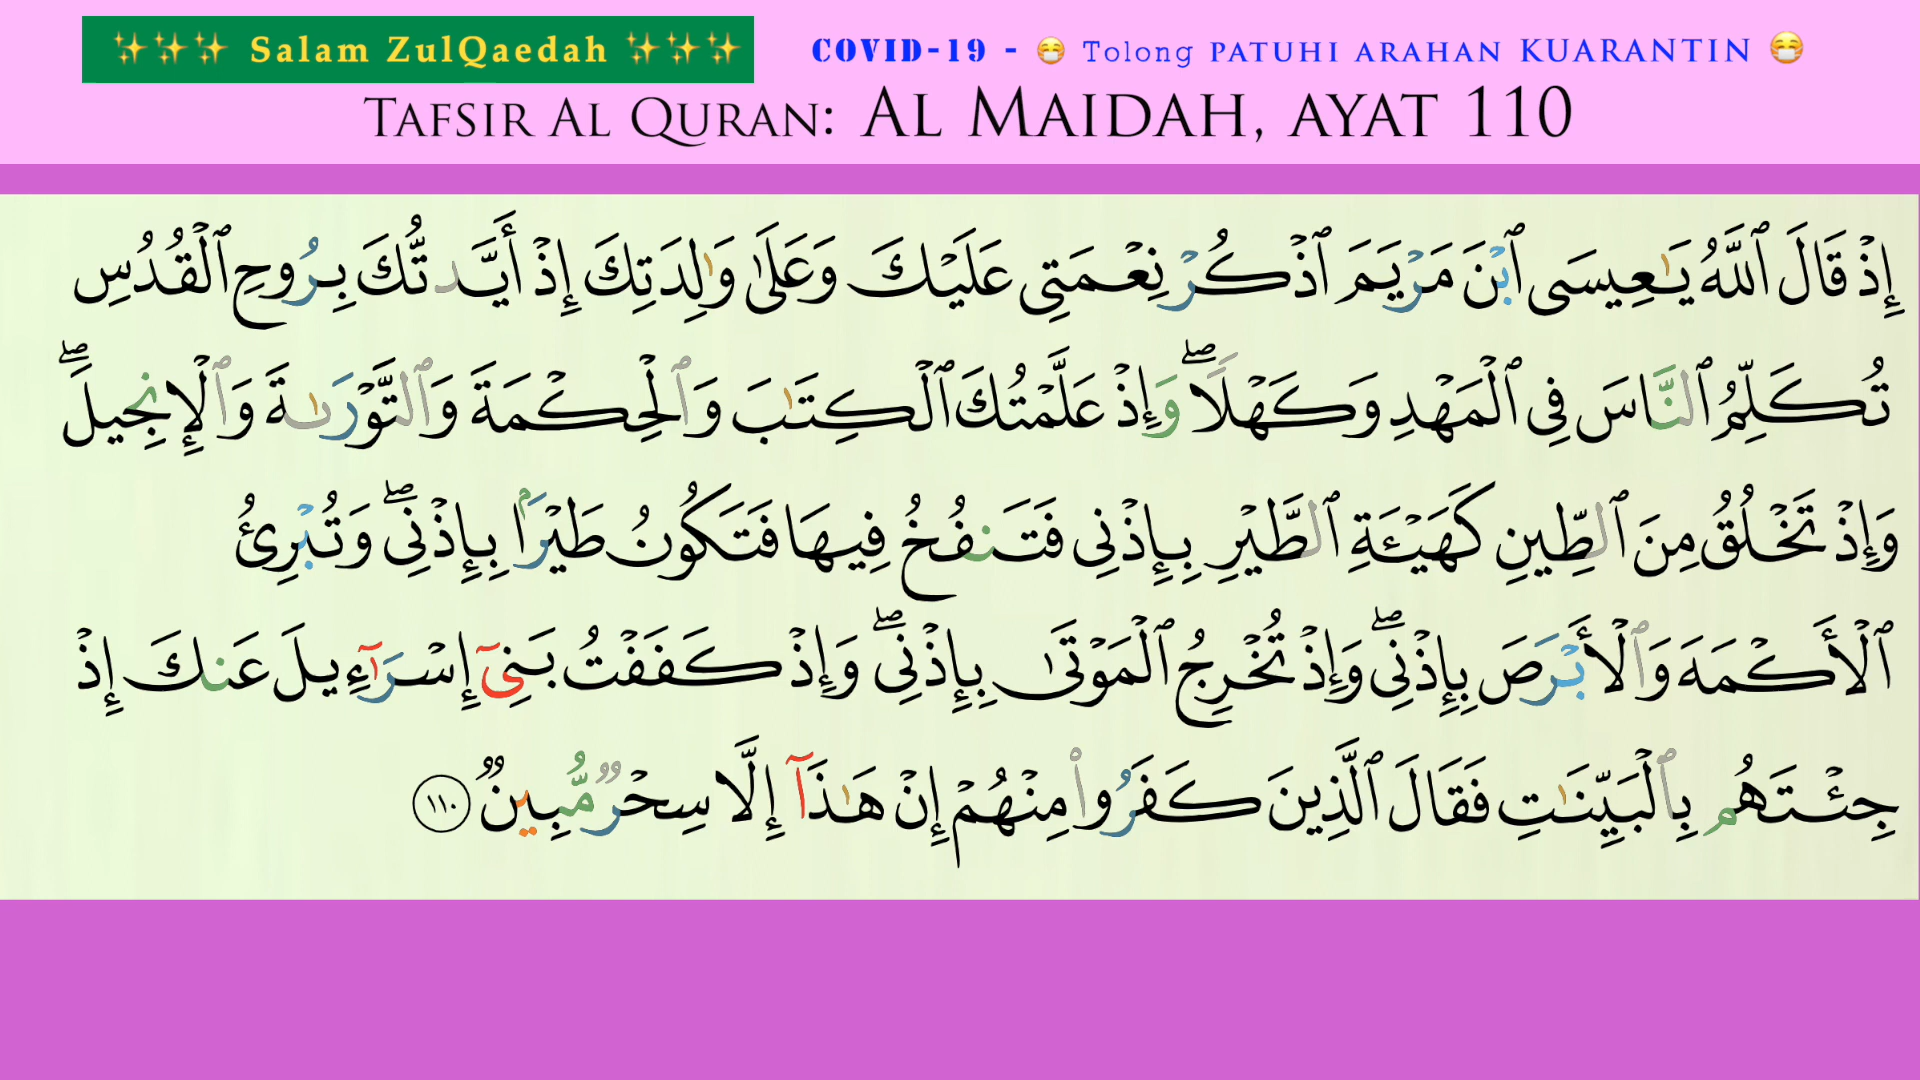 ✨✨✨ Salam ZulQaedah ✨✨✨
COVID-19 - 😷 Tolong PATUHI ARAHAN KUARANTIN 😷
TAFSIR AL QURAN: AL MAIDAH, AYAT 110
إِذْ قَالَ ٱللَّهُ يَـٰعِيسَى ٱبْنَ مَرْيَمَ ٱذْكُرْ نِعْمَتِى عَلَيْكَ وَعَلَىٰ وَٰلِدَتِكَ إِذْ أَيَّدتُّكَ بِرُوحِ ٱلْقُدُسِ
تُكَلِّمُ ٱلنَّاسَ فِى ٱلْمَهْدِ وَكَهْلًا ۖ وَإِذْ عَلَّمْتُكَ ٱلْكِتَـٰبَ وَٱلْحِكْمَةَ وَٱلتَّوْرَىٰةَ وَٱلْإِنجِيلَ ۖ
وَإِذْ تَخْلُقُ مِنَ ٱلطِّينِ كَهَيْـَٔةِ ٱلطَّيْرِ بِإِذْنِى فَتَنفُخُ فِيهَا فَتَكُونُ طَيْرًۢا بِإِذْنِى ۖ وَتُبْرِئُ
ٱلْأَكْمَهَ وَٱلْأَبْرَصَ بِإِذْنِى ۖ وَإِذْ تُخْرِجُ ٱلْمَوْتَىٰ بِإِذْنِى ۖ وَإِذْ كَفَفْتُ بَنِىٓ إِسْرَٰٓءِيلَ عَنكَ إِذْ
جِئْتَهُم بِٱلْبَيِّنَـٰتِ فَقَالَ ٱلَّذِينَ كَفَرُوا۟ مِنْهُمْ إِنْ هَـٰذَآ إِلَّا سِحْرٌ مُّبِينٌ ١١٠